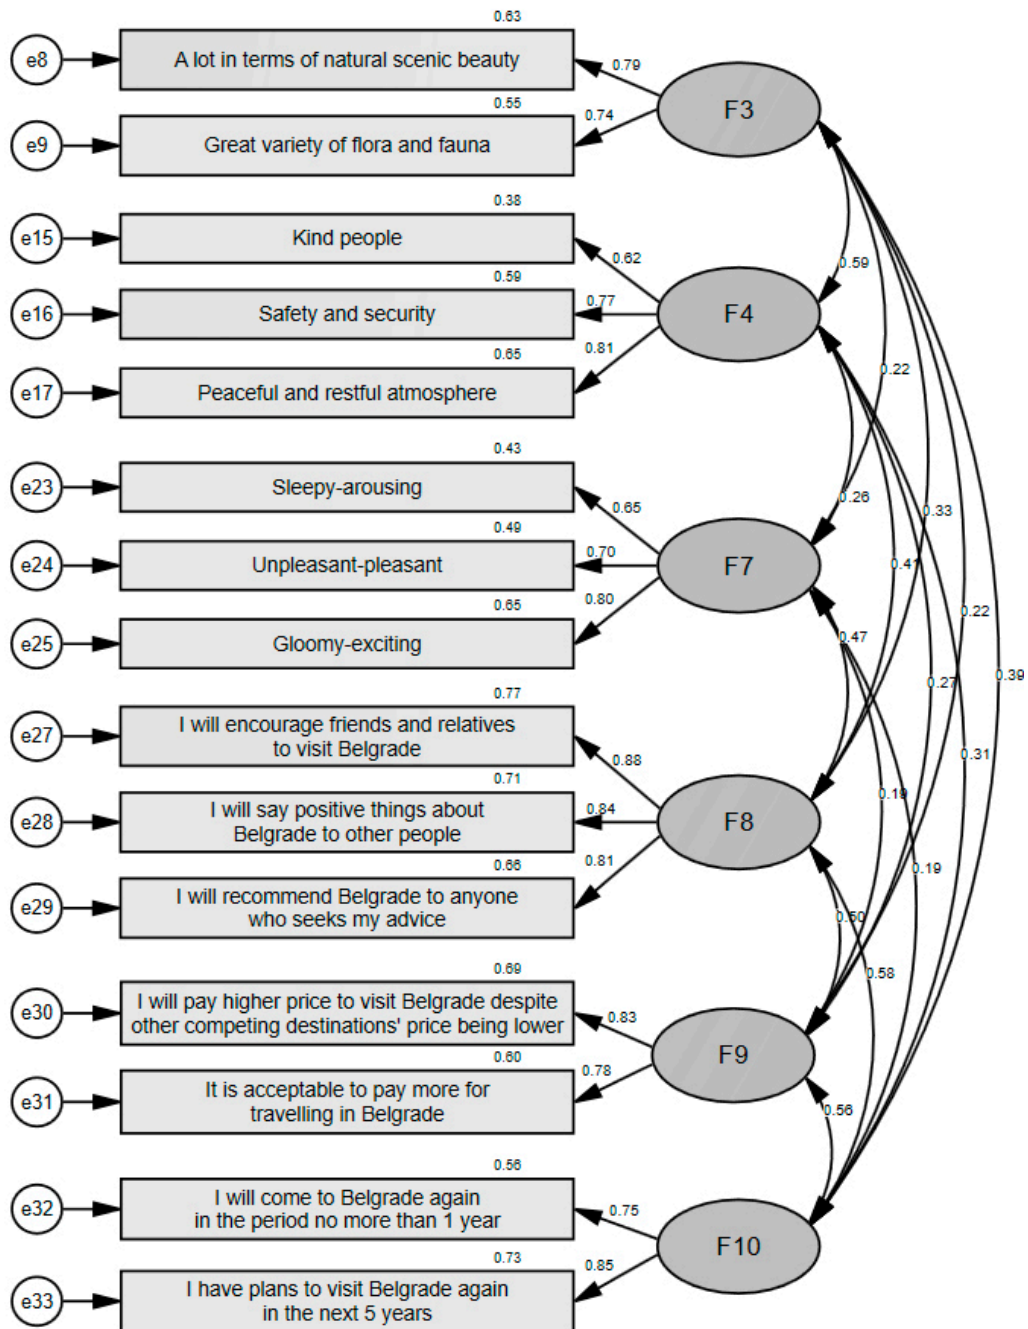 0.63
e8
A lot in terms of natural scenic beauty
0.79
F3
0.55
0.74
e9
Great variety of flora and fauna
0.38
e15
Kind people
0.62
0.59
0.59
e16
Safety and security
0.77
F4
0.65
0.81
0.22
e17
Peaceful and restful atmosphere
0.43
e23
Sleepy-arousing
0.65
0.26
0.33
0.49
e24
Unpleasant-pleasant
0.70
F7
0.41
0.65
0.80
0.22
e25
Gloomy-exciting
0.47
0.27
0.39
0.77
e27
I will encourage friends and relatives
to visit Belgrade
0.88
0.31
0.71
0.19
e28
I will say positive things about
Belgrade to other people
0.84
F8
0.66
0.81
0.19
e29
I will recommend Belgrade to anyone
who seeks my advice
0.50
0.69
0.58
e30
I will pay higher price to visit Belgrade despite
other competing destinations' price being lower
0.83
F9
0.60
0.78
e31
It is acceptable to pay more for
travelling in Belgrade
0.56
0.56
e32
I will come to Belgrade again
in the period no more than 1 year
0.75
F10
0.73
0.85
e33
I have plans to visit Belgrade again
in the next 5 years